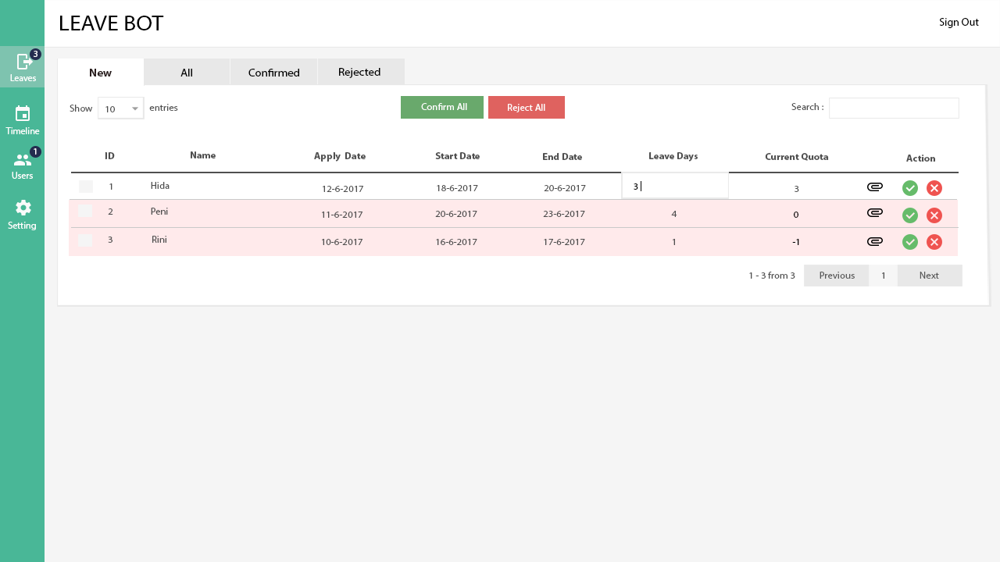 LEAVE BOT
Sign Out
3
Leaves
Timeline
1
Users
Setting
New All Confirmed Rejected
Show 10 entries Confirm All Reject All Search :
ID Name Apply Date Start Date End Date Leave Days Current Quota Action
1 Hida 12-6-2017 18-6-2017 20-6-2017 3 3
2 Peni 11-6-2017 20-6-2017 23-6-2017 4 0
3 Rini 10-6-2017 16-6-2017 17-6-2017 1 -1
1 - 3 from 3 Previous 1 Next